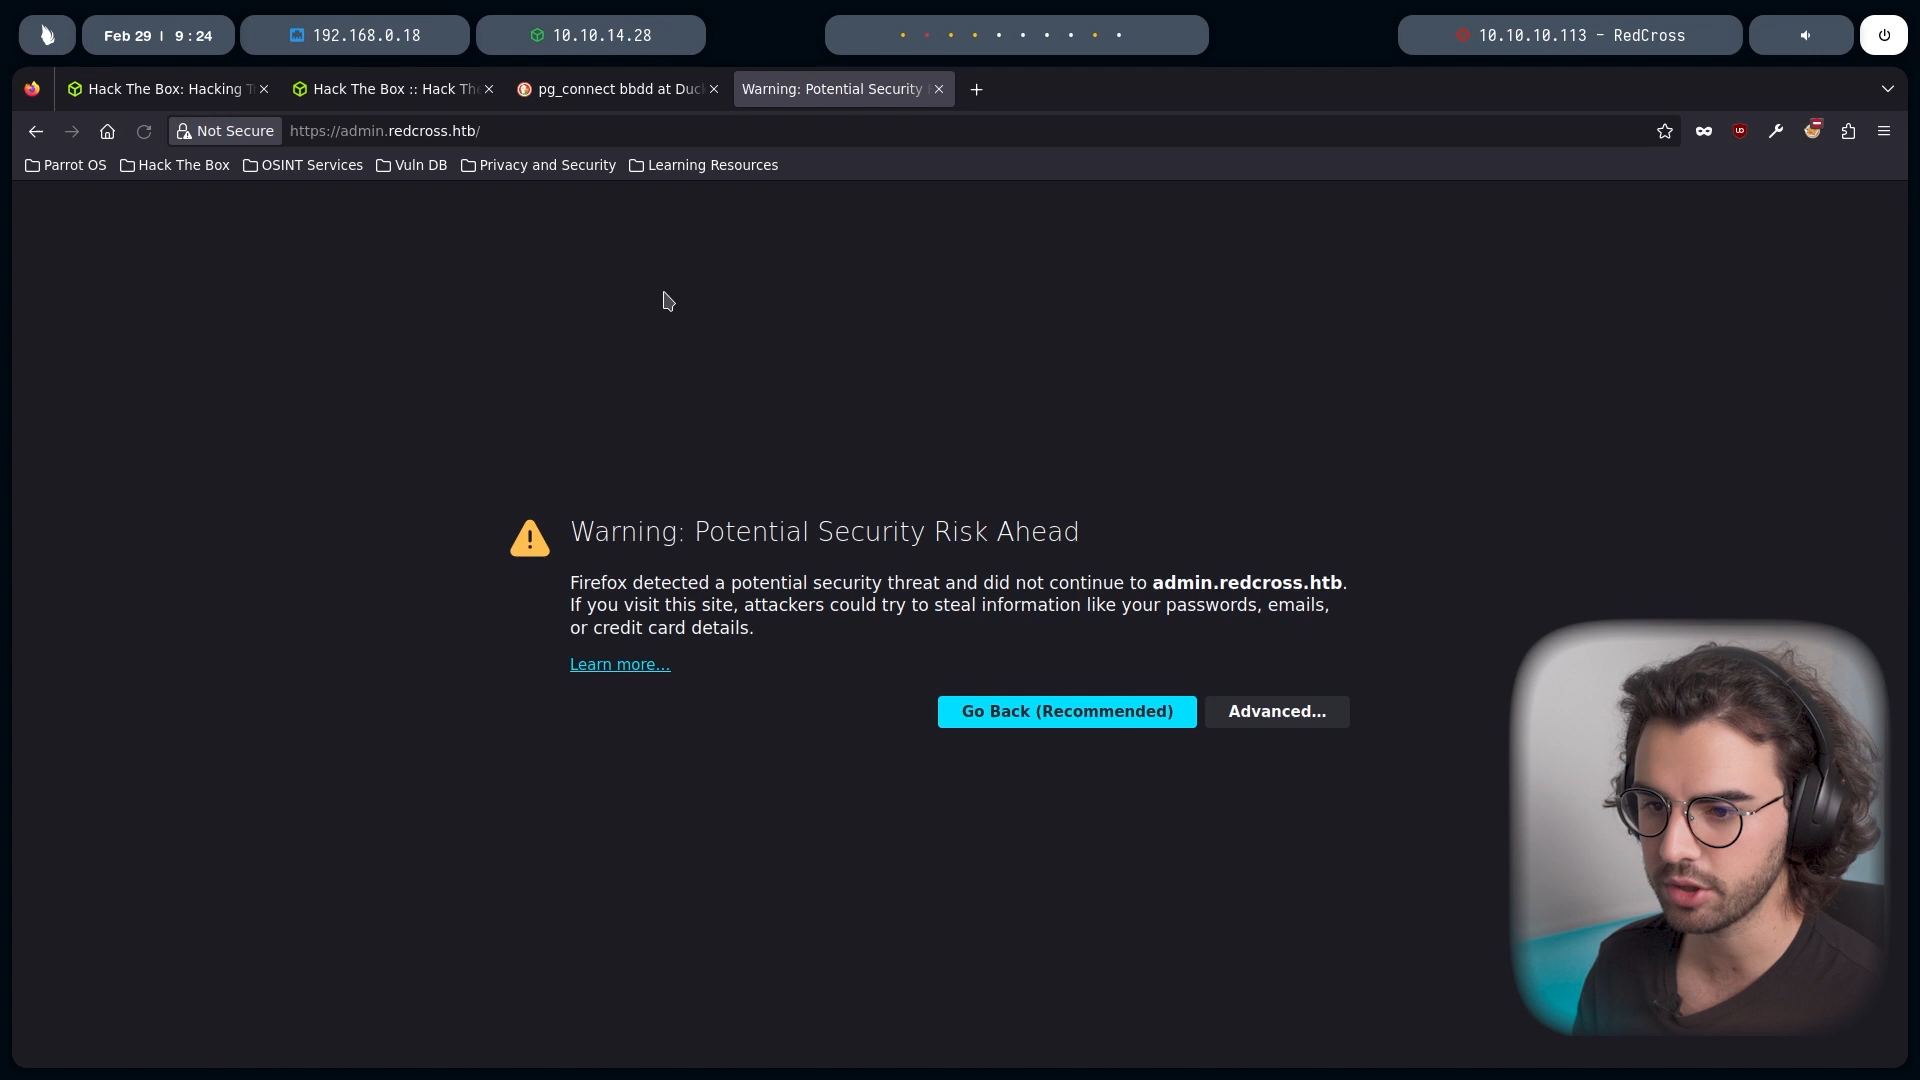 Feb 29 | 9 : 24
192.168.0.18
10.10.14.28
10.10.10.113 - RedCross
Hack The Box: Hacking T
Hack The Box :: Hack The
pg_connect bbdd at Duc
Warning: Potential Security
Not Secure
https://admin.redcross.htb/
Parrot OS
Hack The Box
OSINT Services
Vuln DB
Privacy and Security
Learning Resources
Warning: Potential Security Risk Ahead
Firefox detected a potential security threat and did not continue to admin.redcross.htb.
If you visit this site, attackers could try to steal information like your passwords, emails,
or credit card details.
Learn more...
Go Back (Recommended)
Advanced...